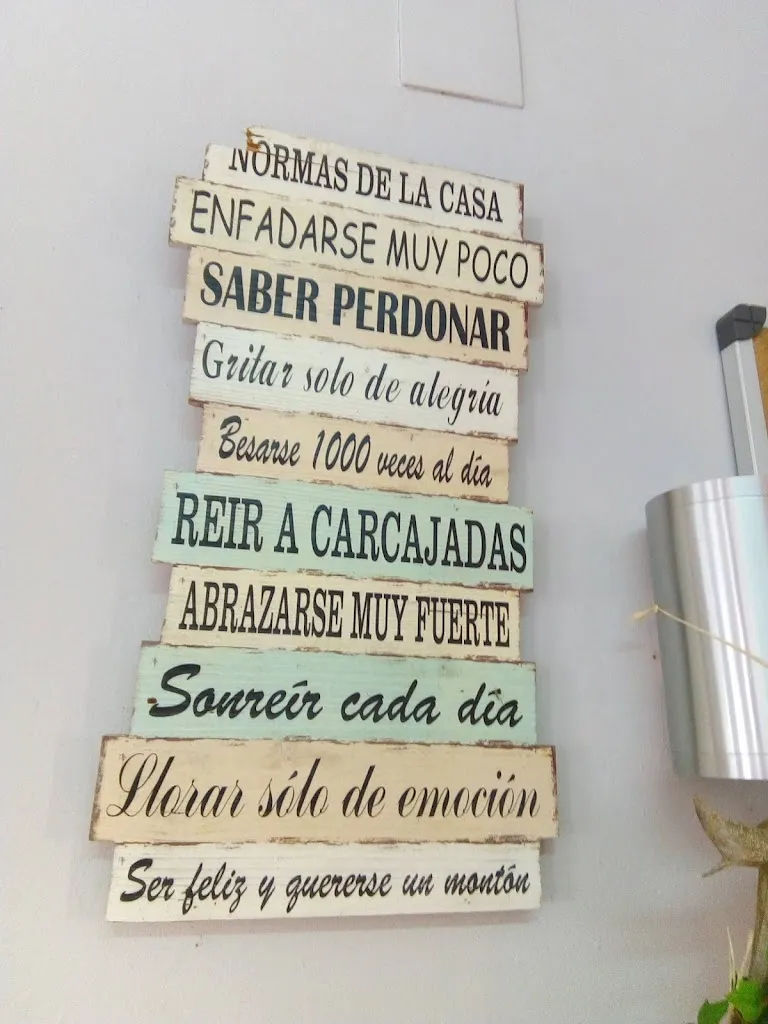 NORMAS DE LA CASA
ENFADARSE MUY POCO
SABER PERDONAR
Gritar solo de alegría
Besarse 1000 veces al día
REIR A CARCAJADAS
ABRAZARSE MUY FUERTE
Sonreír cada día
Llorar sólo de emoción
Ser feliz y quererse un montón